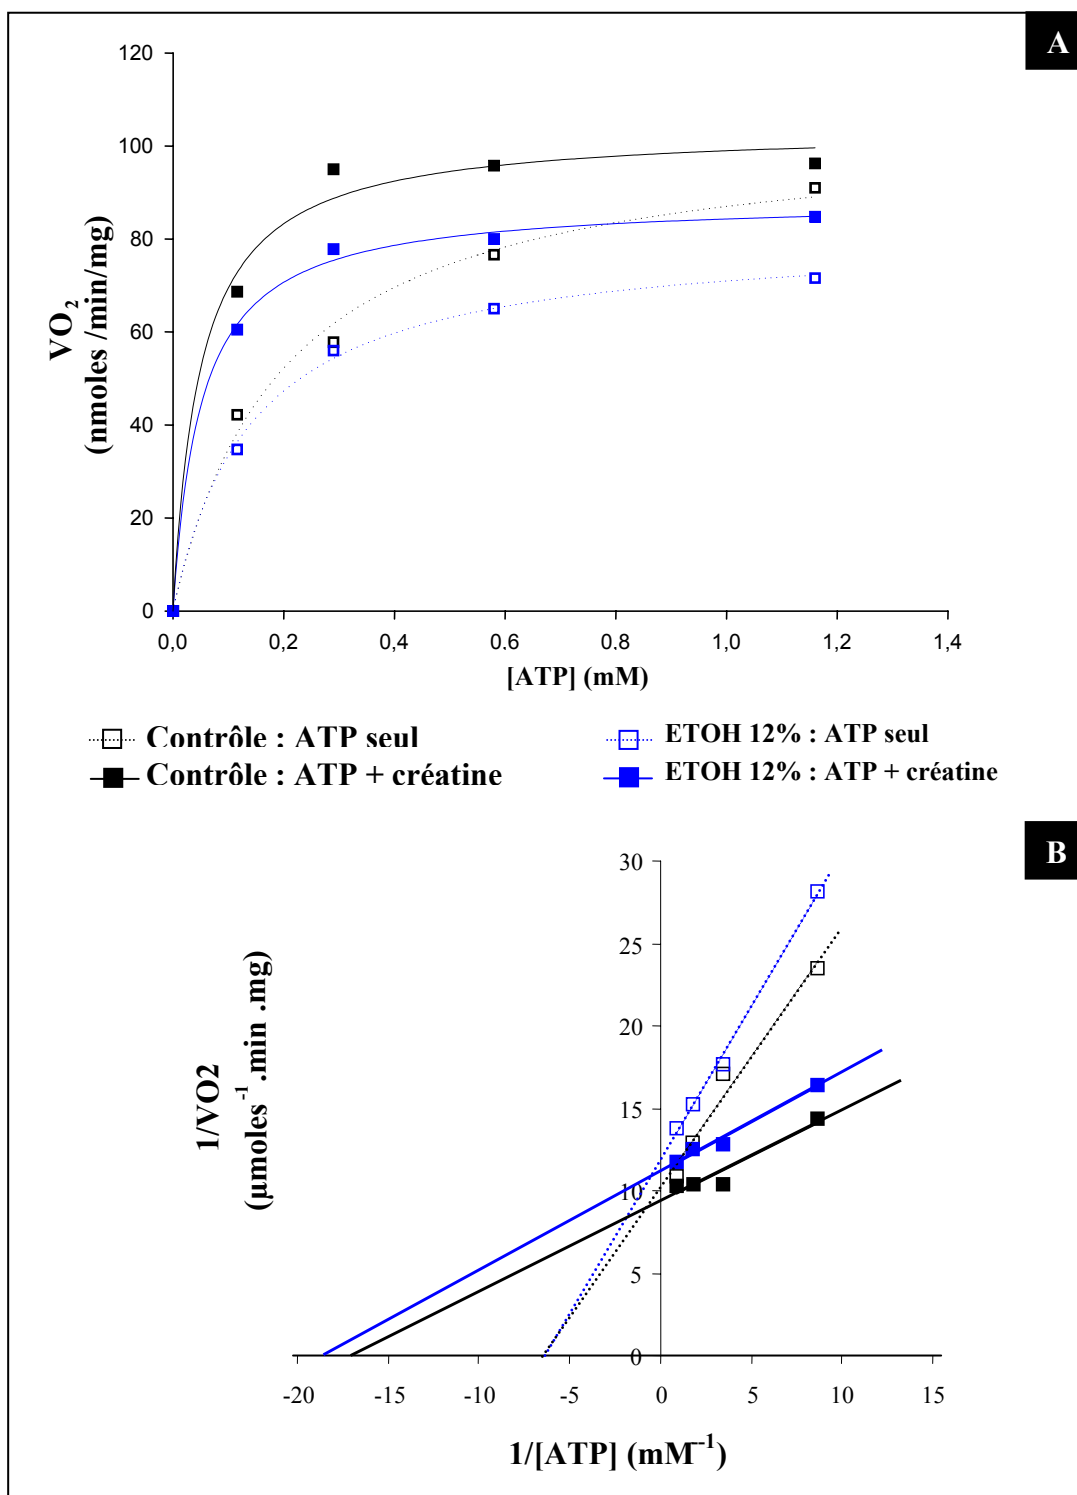 A
120
100
80
60
40
20
0
VO2
(nmoles /min/mg)
0,0 0,2 0,4 0,6 0,8 1,0 1,2 1,4
[ATP] (mM)
Contrôle : ATP seul
Contrôle : ATP + créatine
ETOH 12% : ATP seul
ETOH 12% : ATP + créatine
B
30
25
20
15
10
5
0
1/VO2
(µmoles⁻¹ .min .mg)
-20 -15 -10 -5 0 5 10 15
1/[ATP] (mM⁻¹)